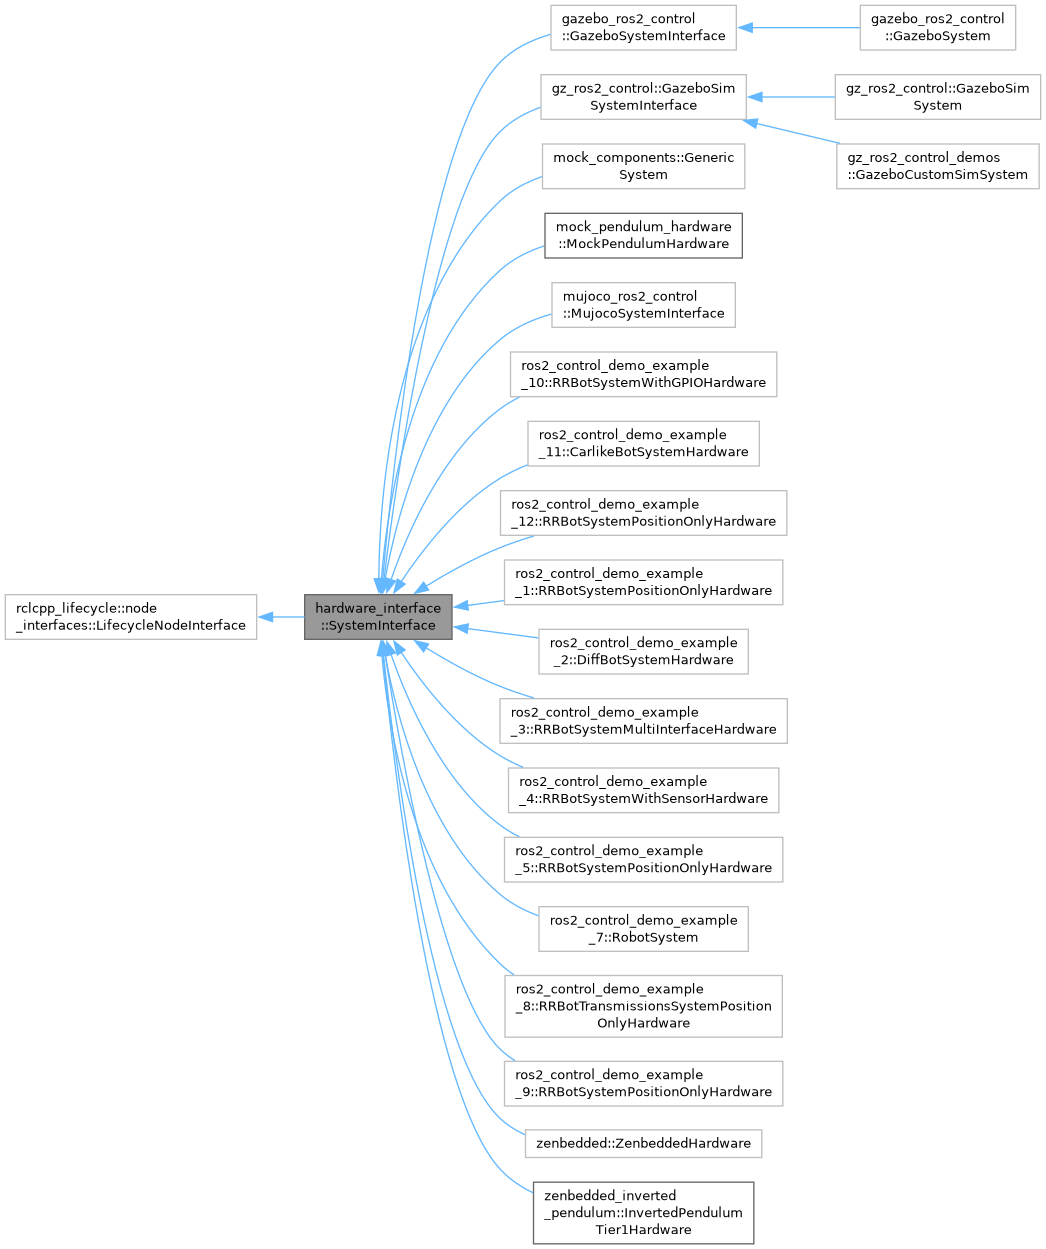 gazebo_ros2_control
::GazeboSystemInterface
gazebo_ros2_control
::GazeboSystem
gz_ros2_control::GazeboSim
SystemInterface
gz_ros2_control::GazeboSim
System
gz_ros2_control_demos
::GazeboCustomSimSystem
mock_components::Generic
System
mock_pendulum_hardware
::MockPendulumHardware
mujoco_ros2_control
::MujocoSystemInterface
ros2_control_demo_example
_10::RRBotSystemWithGPIOHardware
ros2_control_demo_example
_11::CarlikeBotSystemHardware
ros2_control_demo_example
_12::RRBotSystemPositionOnlyHardware
ros2_control_demo_example
_1::RRBotSystemPositionOnlyHardware
rclcpp_lifecycle::node
_interfaces::LifecycleNodeInterface
hardware_interface
::SystemInterface
ros2_control_demo_example
_2::DiffBotSystemHardware
ros2_control_demo_example
_3::RRBotSystemMultiInterfaceHardware
ros2_control_demo_example
_4::RRBotSystemWithSensorHardware
ros2_control_demo_example
_5::RRBotSystemPositionOnlyHardware
ros2_control_demo_example
_7::RobotSystem
ros2_control_demo_example
_8::RRBotTransmissionsSystemPosition
OnlyHardware
ros2_control_demo_example
_9::RRBotSystemPositionOnlyHardware
zenbedded::ZenbeddedHardware
zenbedded_inverted
_pendulum::InvertedPendulum
Tier1Hardware